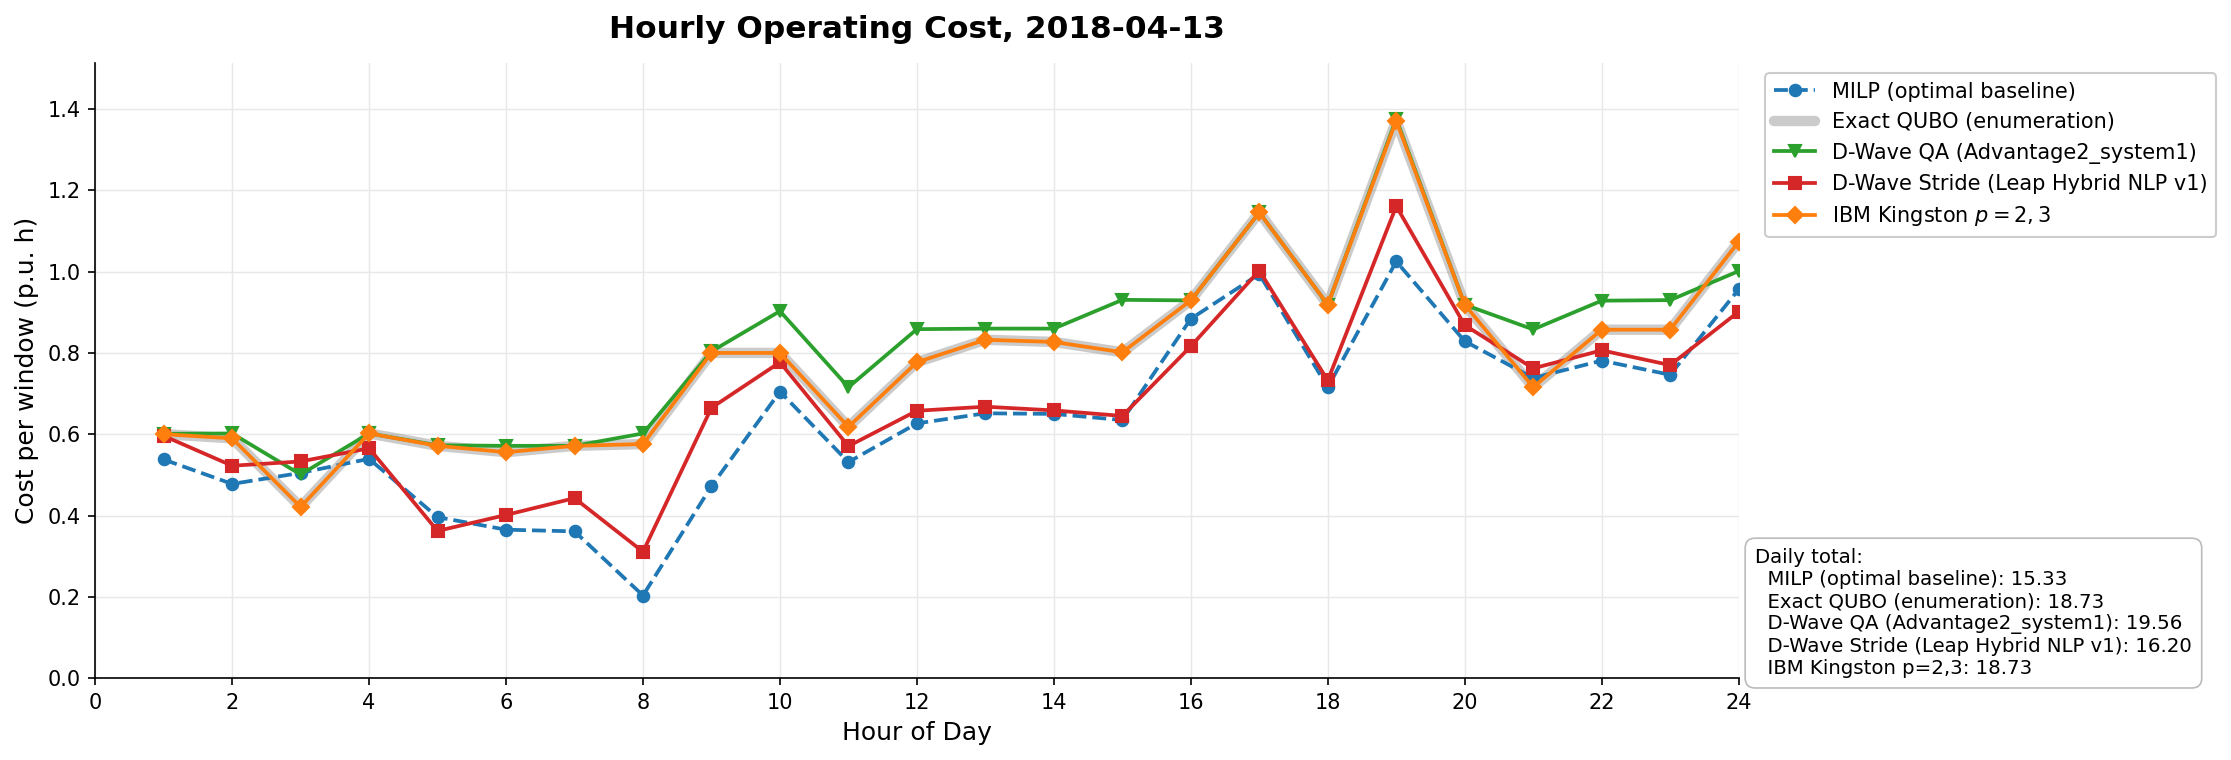 Hourly Operating Cost, 2018-04-13
Cost per window (p.u. h)
1.4
1.2
1.0
0.8
0.6
0.4
0.2
0.0
0 2 4 6 8 10 12 14 16 18 20 22 24
Hour of Day
MILP (optimal baseline)
Exact QUBO (enumeration)
D-Wave QA (Advantage2_system1)
D-Wave Stride (Leap Hybrid NLP v1)
IBM Kingston p = 2, 3
Daily total:
MILP (optimal baseline): 15.33
Exact QUBO (enumeration): 18.73
D-Wave QA (Advantage2_system1): 19.56
D-Wave Stride (Leap Hybrid NLP v1): 16.20
IBM Kingston p=2,3: 18.73